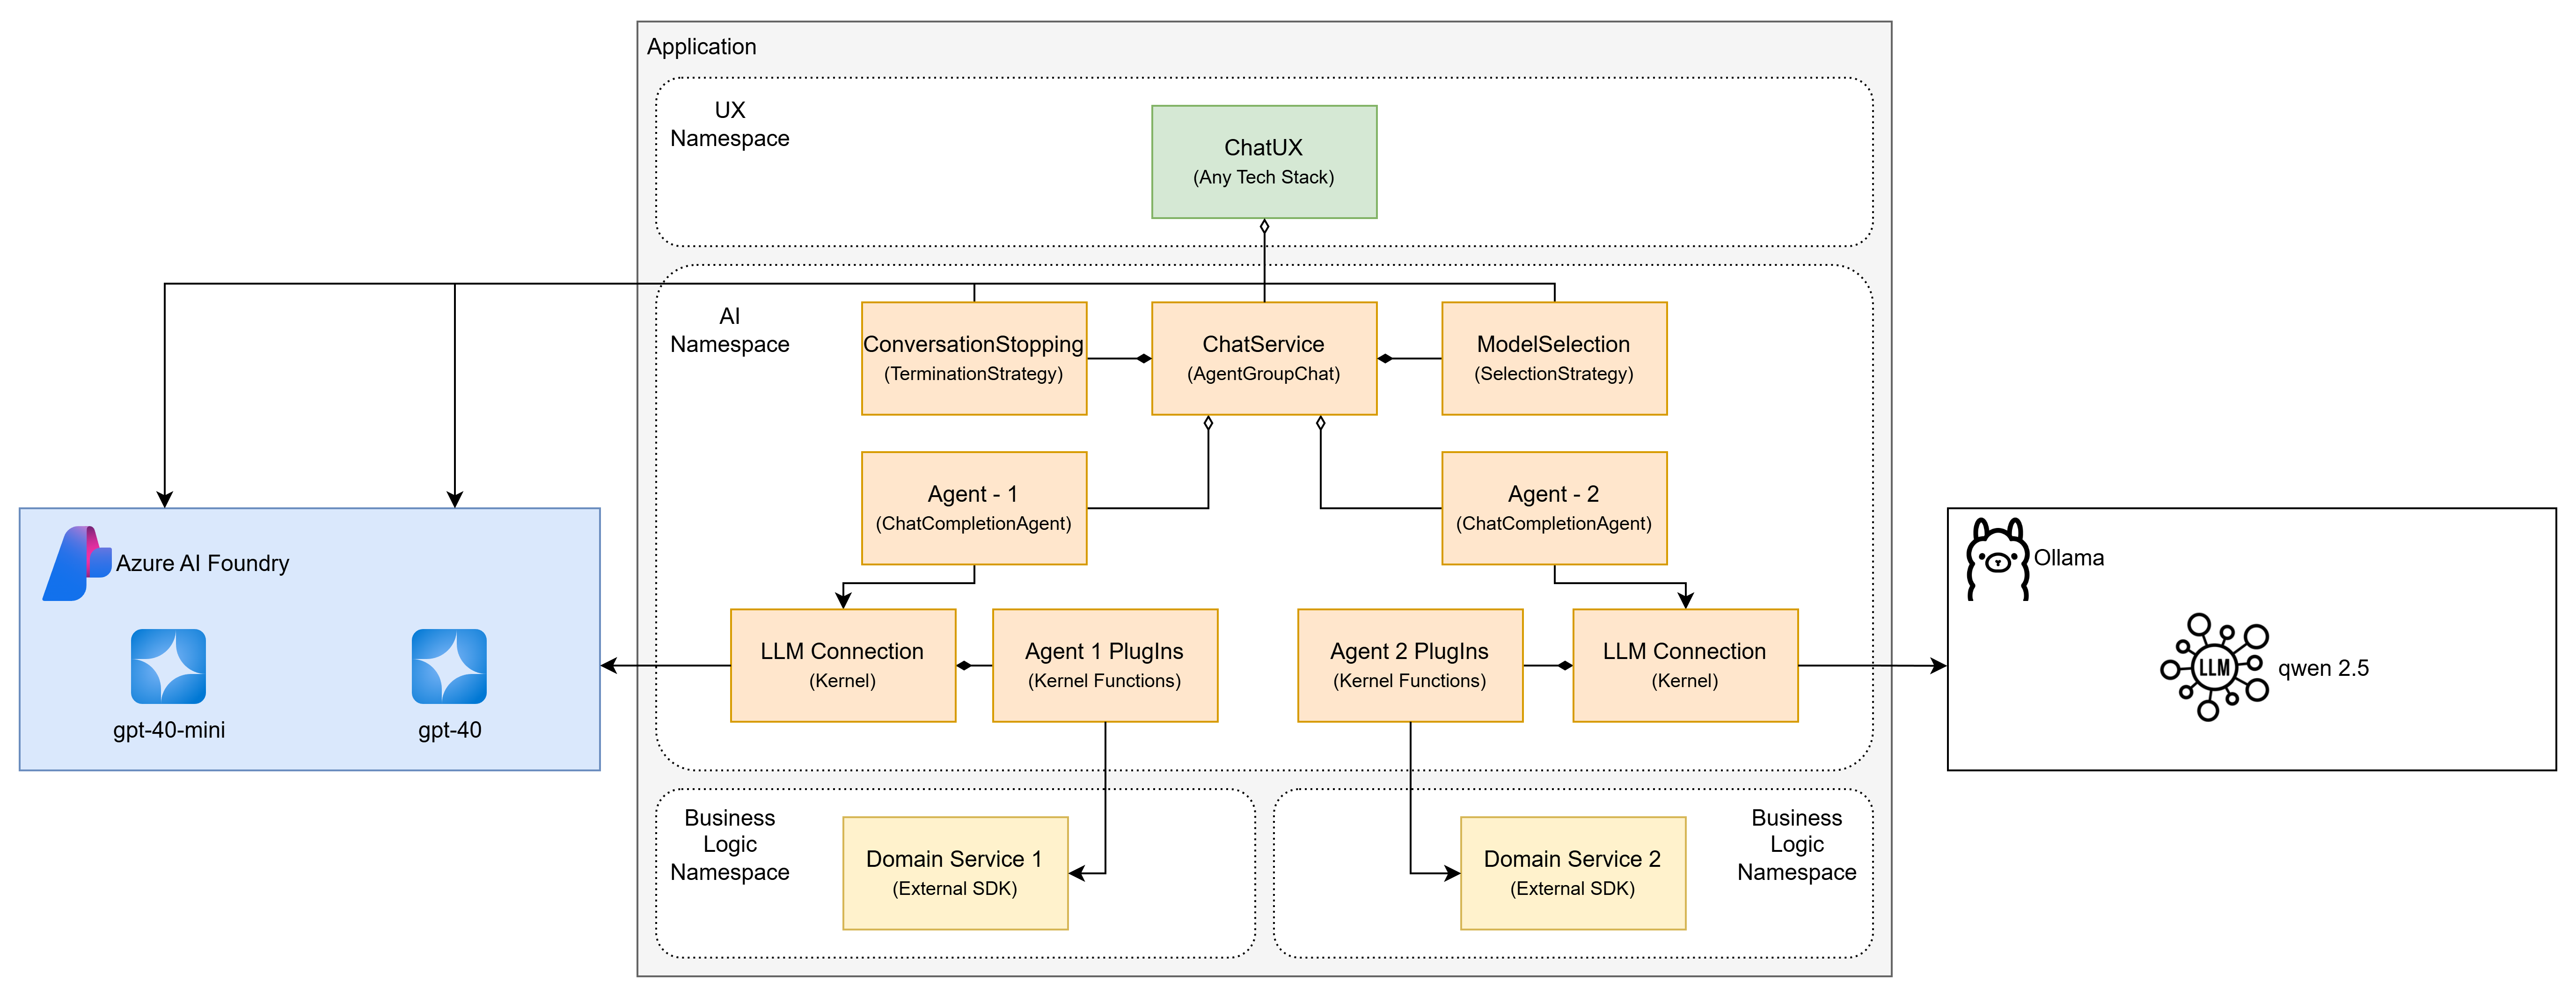 Application
UX
Namespace
ChatUX
(Any Tech Stack)
AI
Namespace
ConversationStopping
(TerminationStrategy)
ChatService
(AgentGroupChat)
ModelSelection
(SelectionStrategy)
Agent - 1
(ChatCompletionAgent)
Agent - 2
(ChatCompletionAgent)
Azure AI Foundry
gpt-40-mini
gpt-40
LLM Connection
(Kernel)
Agent 1 PlugIns
(Kernel Functions)
Agent 2 PlugIns
(Kernel Functions)
LLM Connection
(Kernel)
Ollama
LLM
qwen 2.5
Business
Logic
Namespace
Domain Service 1
(External SDK)
Domain Service 2
(External SDK)
Business
Logic
Namespace